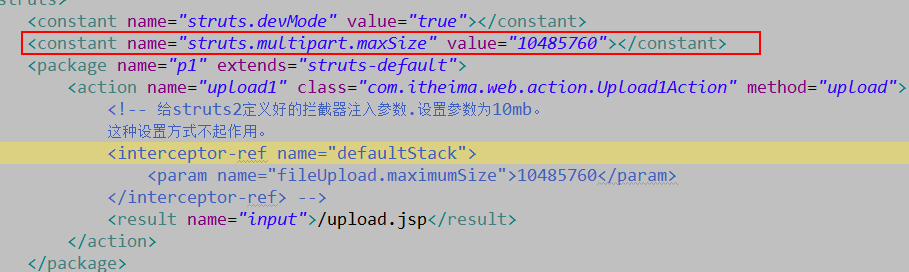 struts>
<constant name="struts.devMode" value="true"></constant>
<constant name="struts.multipart.maxSize" value="10485760"></constant>
<package name="p1" extends="struts-default">
<action name="upload1" class="com.itheima.web.action.Upload1Action" method="upload">
<!-- 给struts2定义好的拦截器注入参数.设置参数为10mb。
这种设置方式不起作用。
<interceptor-ref name="defaultStack">
<param name="fileUpload.maximumSize">10485760</param>
</interceptor-ref> -->
<result name="input">/upload.jsp</result>
</action>
</package>